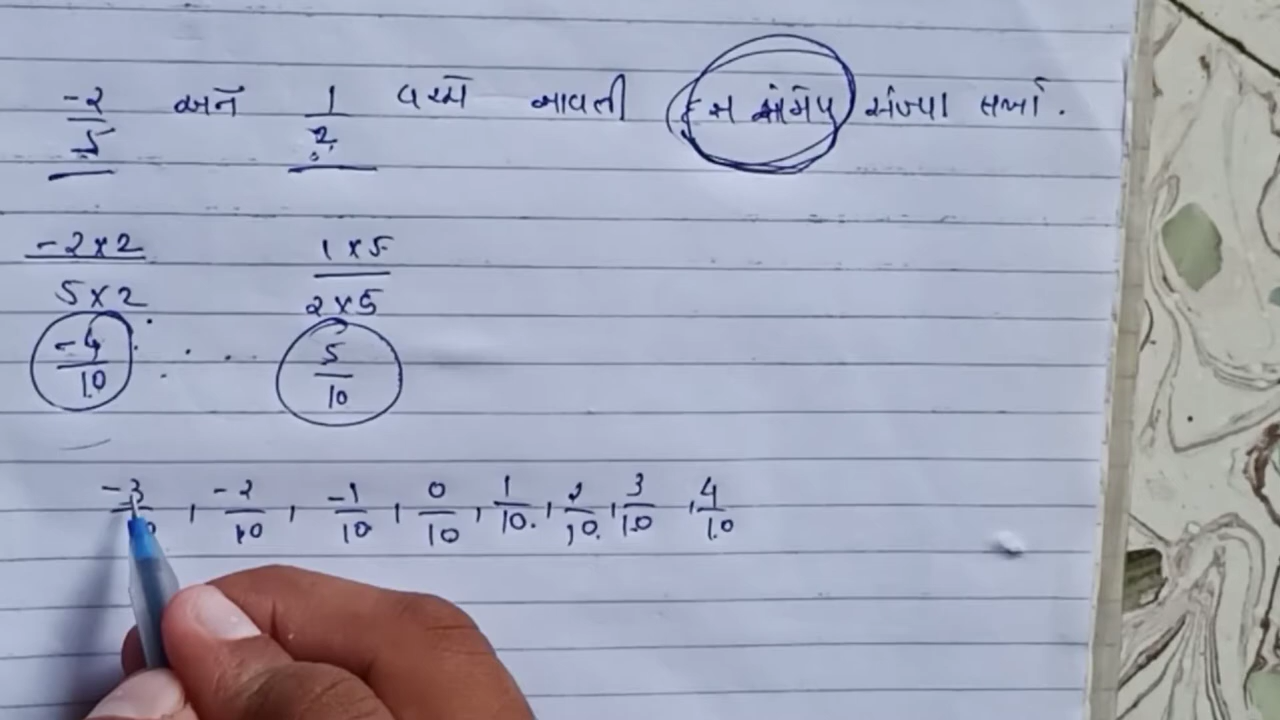 -2/5 અને 1/2 વચ્ચે આવતી દસ સંમેય સંખ્યા લખો.
-2×2/5×2 1×5/2×5
-4/10 . . . . 5/10
-3/10 , -2/10 , -1/10 , 0/10 , 1/10 , 2/10 , 3/10 , 4/10